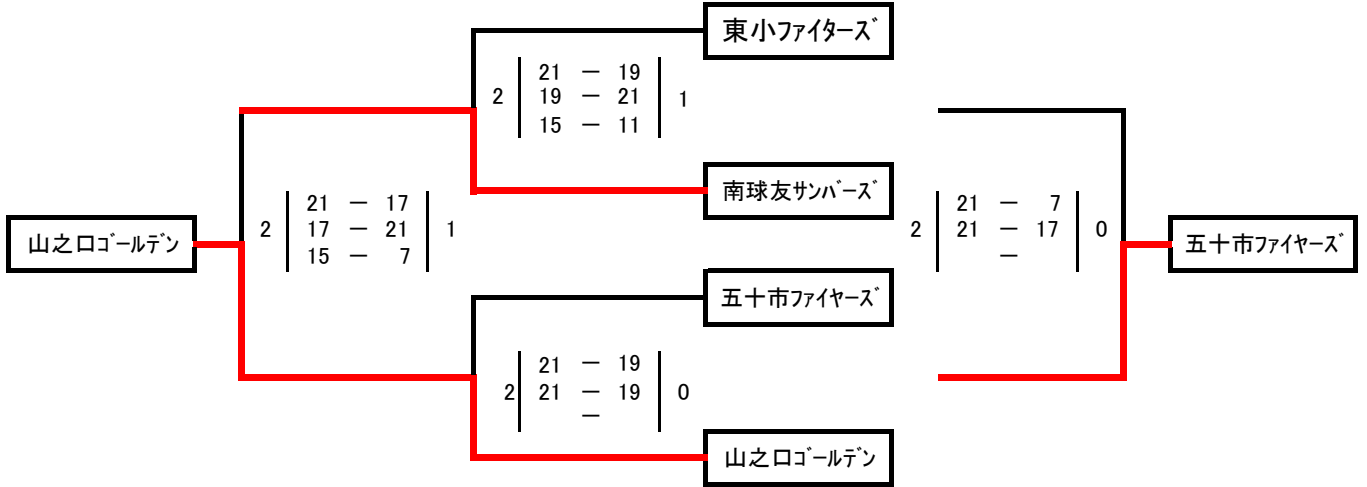 東小ファイターズ
21 － 19
2 19 － 21 1
15 － 11
南球友サンバーズ
21 － 17
2 17 － 21 1
15 － 7
21 － 7
2 21 － 17 0
－
山之口ゴールデン
五十市ファイヤーズ
五十市ファイヤーズ
21 － 19
2 21 － 19 0
－
山之口ゴールデン